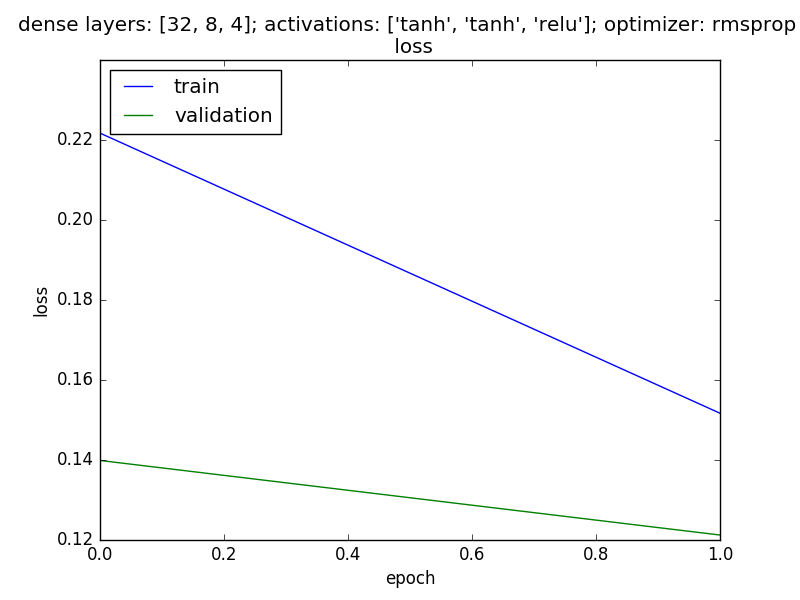 dense layers: [32, 8, 4]; activations: ['tanh', 'tanh', 'relu']; optimizer: rmsprop
loss
train
validation
0.22
0.20
0.18
0.16
0.14
0.12
loss
0.0 0.2 0.4 0.6 0.8 1.0
epoch